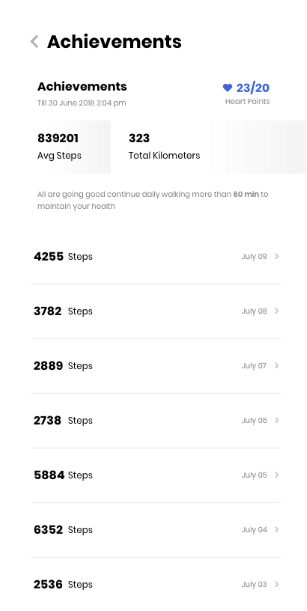 Achievements
Achievements
23/20
Till 30 June 2018 3:04 pm
Heart Points
839201
323
Avg Steps
Total Kilometers
All are going good continue daily walking more than 60 min to
maintain your health
4255 Steps July 09
3782 Steps July 08
2889 Steps July 07
2738 Steps July 06
5884 Steps July 05
6352 Steps July 04
2536 Steps July 03